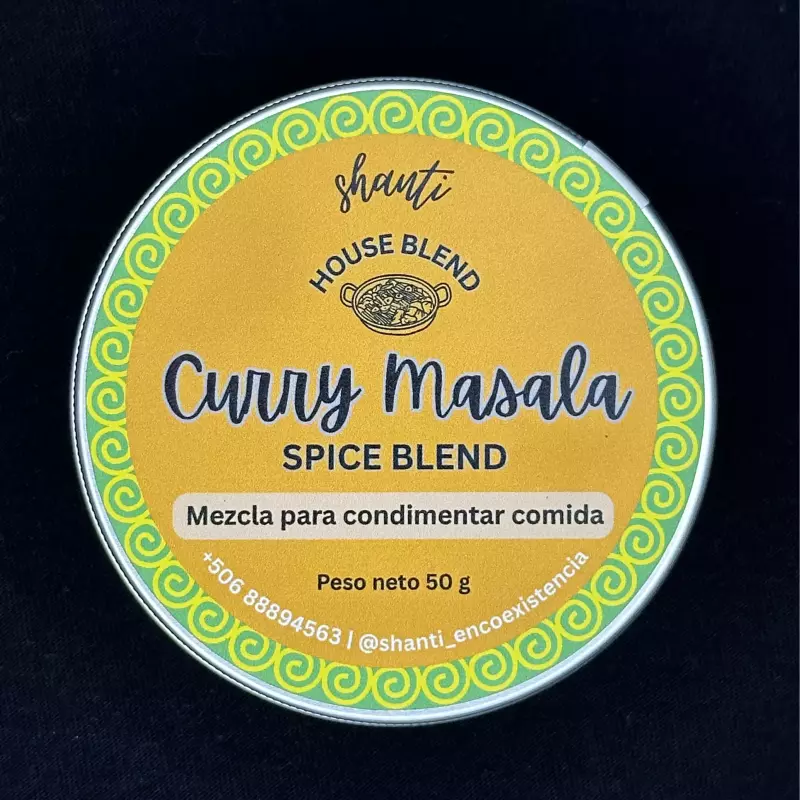 shanti
HOUSE BLEND
Curry Masala
SPICE BLEND
Mezcla para condimentar comida
Peso neto 50 g
+506 88894563 | @shanti_encoexistencia